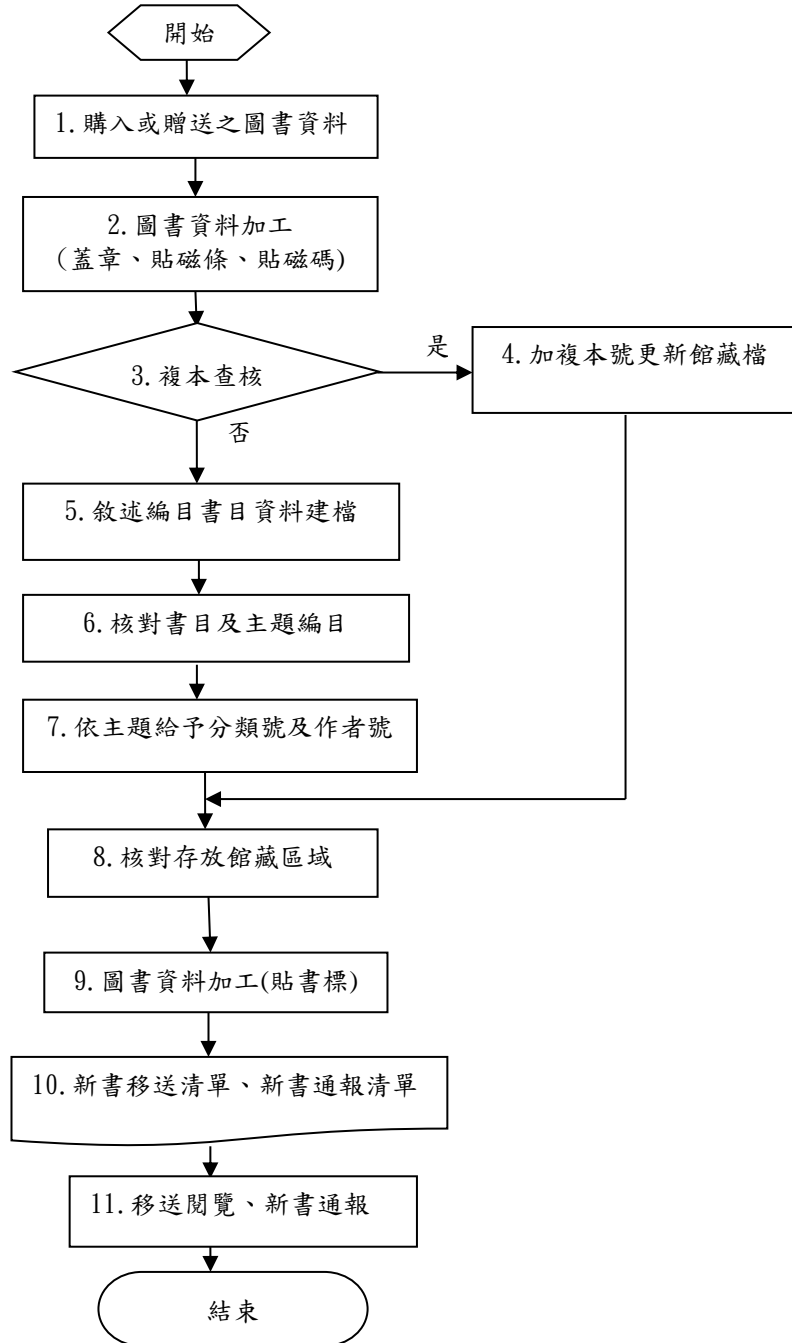 開始
1.購入或贈送之圖書資料
2.圖書資料加工
(蓋章、貼磁條、貼磁碼)
3.複本查核
是
4.加複本號更新館藏檔
否
5.敘述編目書目資料建檔
6.核對書目及主題編目
7.依主題給予分類號及作者號
8.核對存放館藏區域
9.圖書資料加工(貼書標)
10.新書移送清單、新書通報清單
11.移送閱覽、新書通報
結束